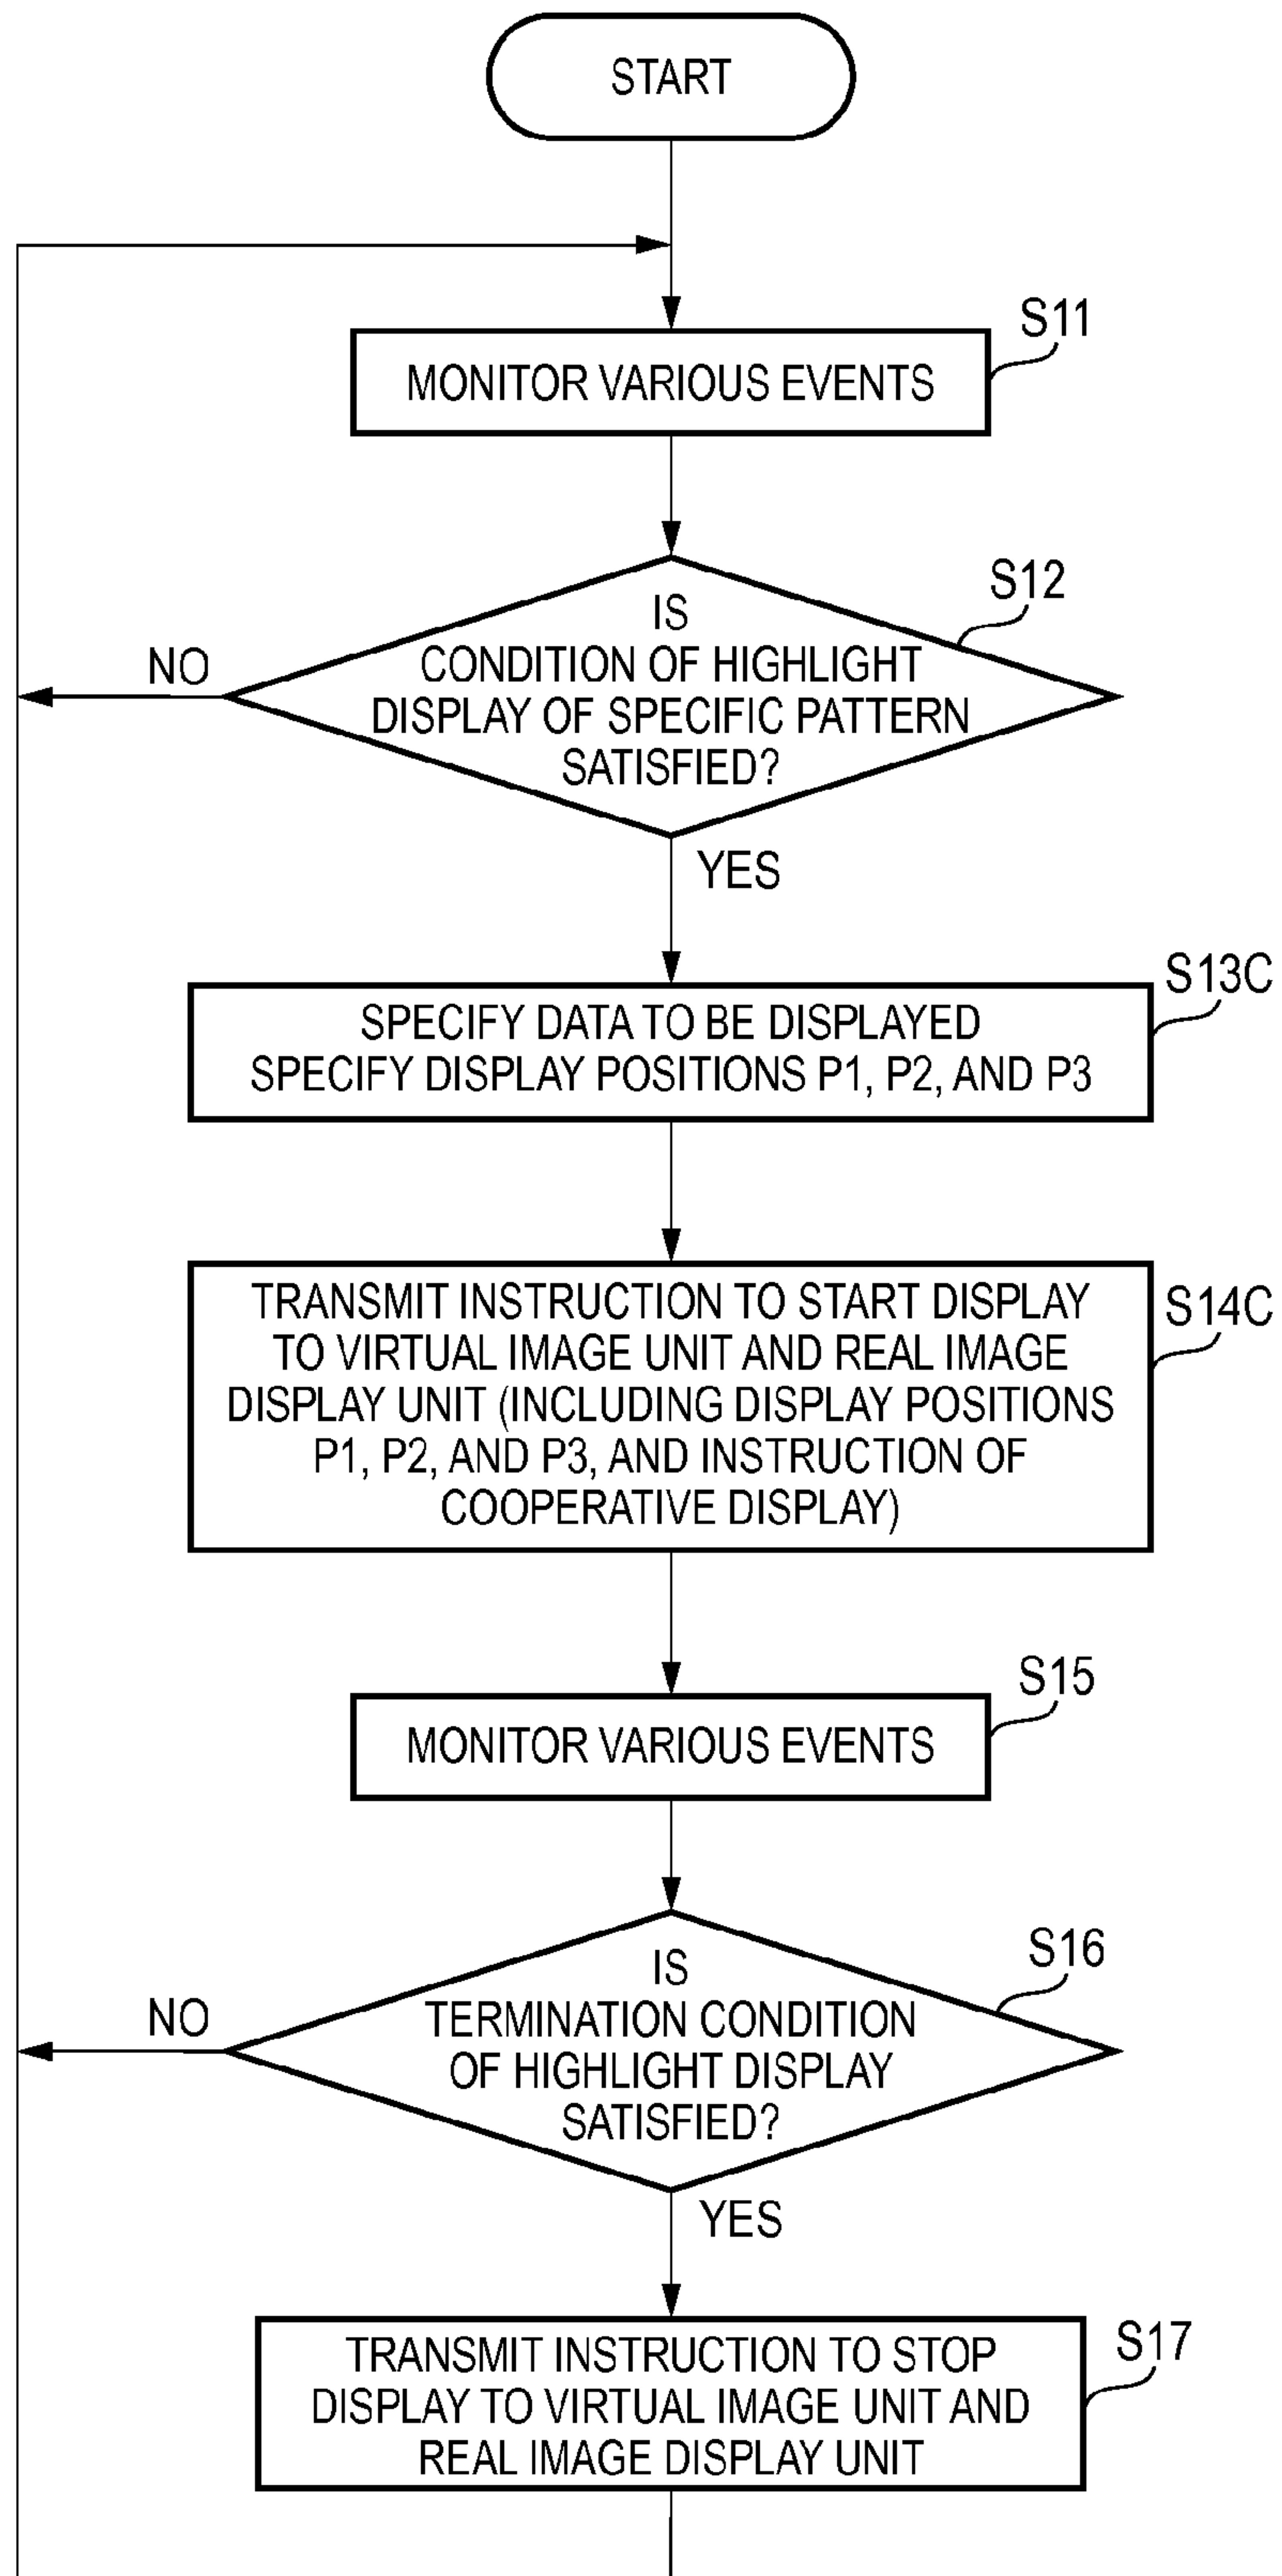 START
S11
MONITOR VARIOUS EVENTS
S12
IS
CONDITION OF HIGHLIGHT
DISPLAY OF SPECIFIC PATTERN
SATISFIED?
NO
YES
S13C
SPECIFY DATA TO BE DISPLAYED
SPECIFY DISPLAY POSITIONS P1, P2, AND P3
S14C
TRANSMIT INSTRUCTION TO START DISPLAY
TO VIRTUAL IMAGE UNIT AND REAL IMAGE
DISPLAY UNIT (INCLUDING DISPLAY POSITIONS
P1, P2, AND P3, AND INSTRUCTION OF
COOPERATIVE DISPLAY)
S15
MONITOR VARIOUS EVENTS
S16
IS
TERMINATION CONDITION
OF HIGHLIGHT DISPLAY
SATISFIED?
NO
YES
S17
TRANSMIT INSTRUCTION TO STOP
DISPLAY TO VIRTUAL IMAGE UNIT AND
REAL IMAGE DISPLAY UNIT